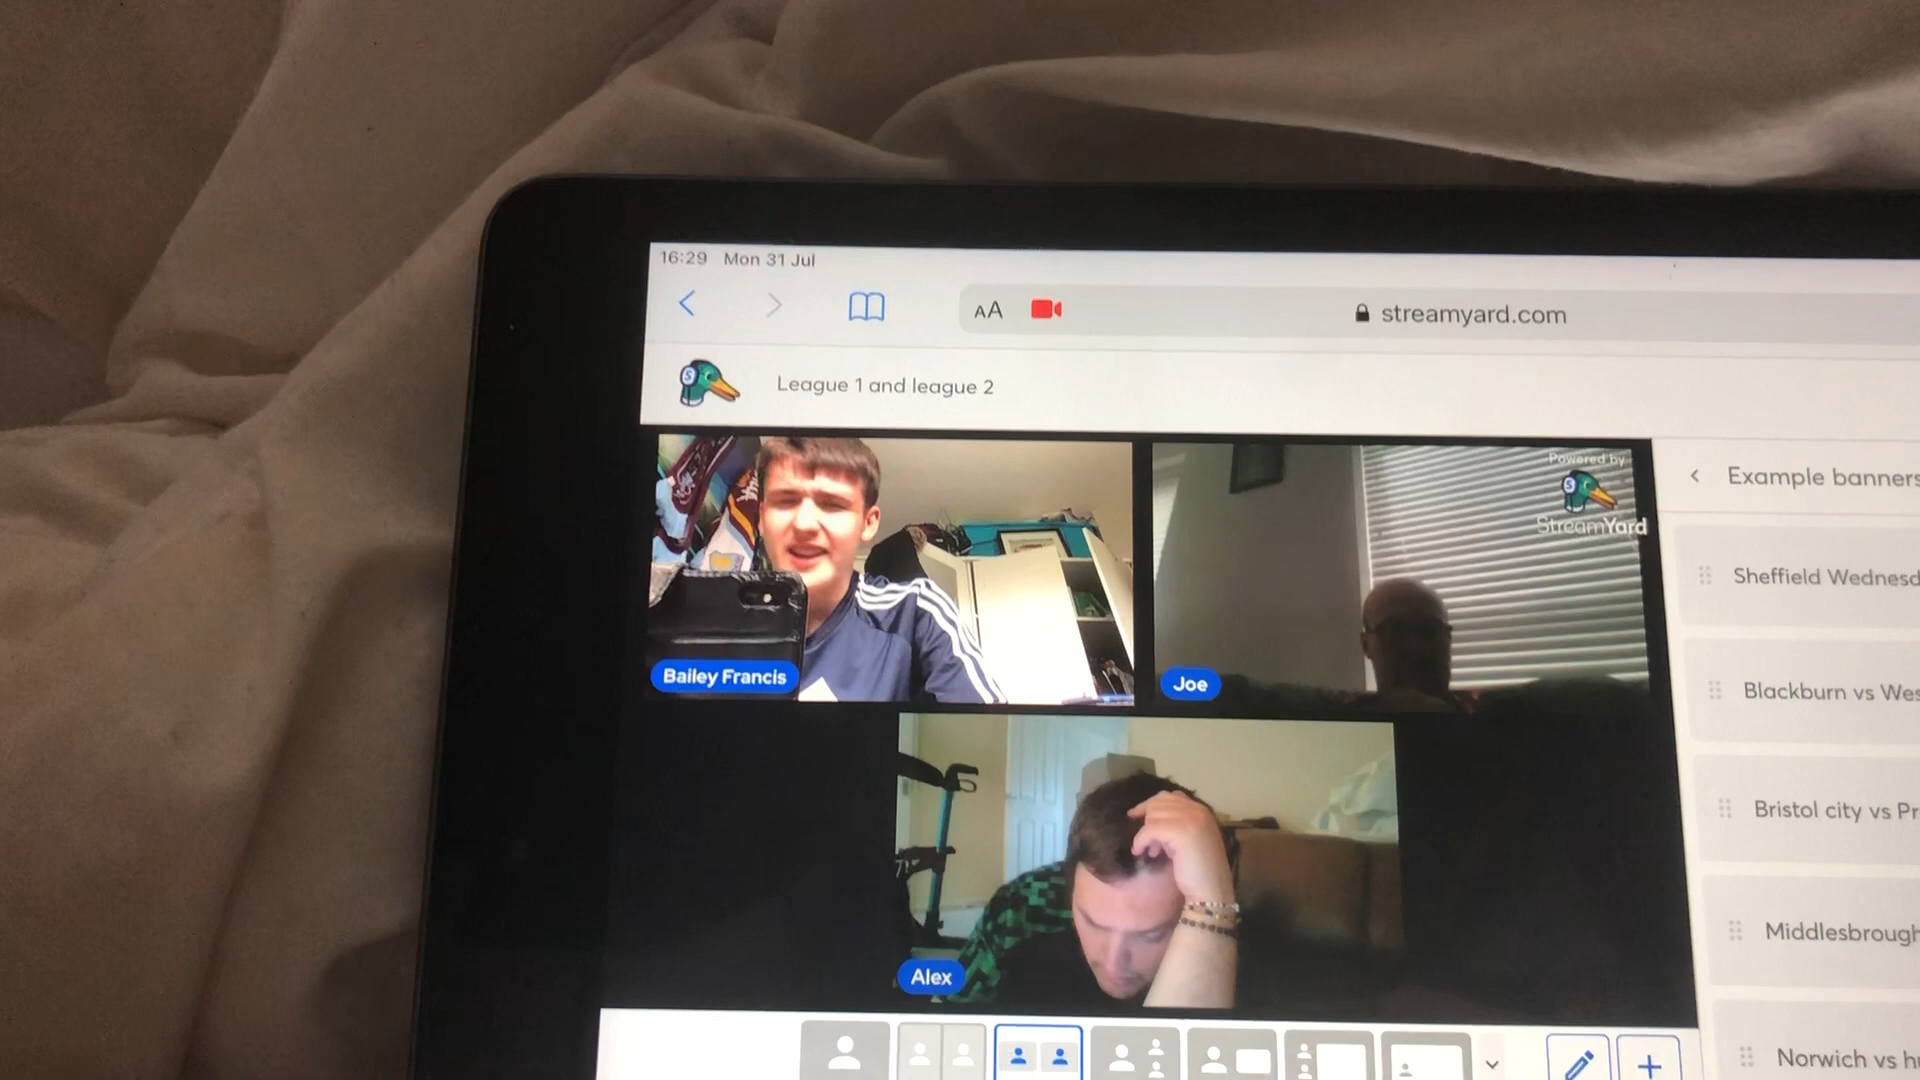 16:29 Mon 31 Jul
AA
streamyard.com
League 1 and league 2
Powered by
StreamYard
Bailey Francis
Joe
Alex
Example banners
Sheffield Wednesd
Blackburn vs Wes
Bristol city vs Pr
Middlesbrough
Norwich vs h